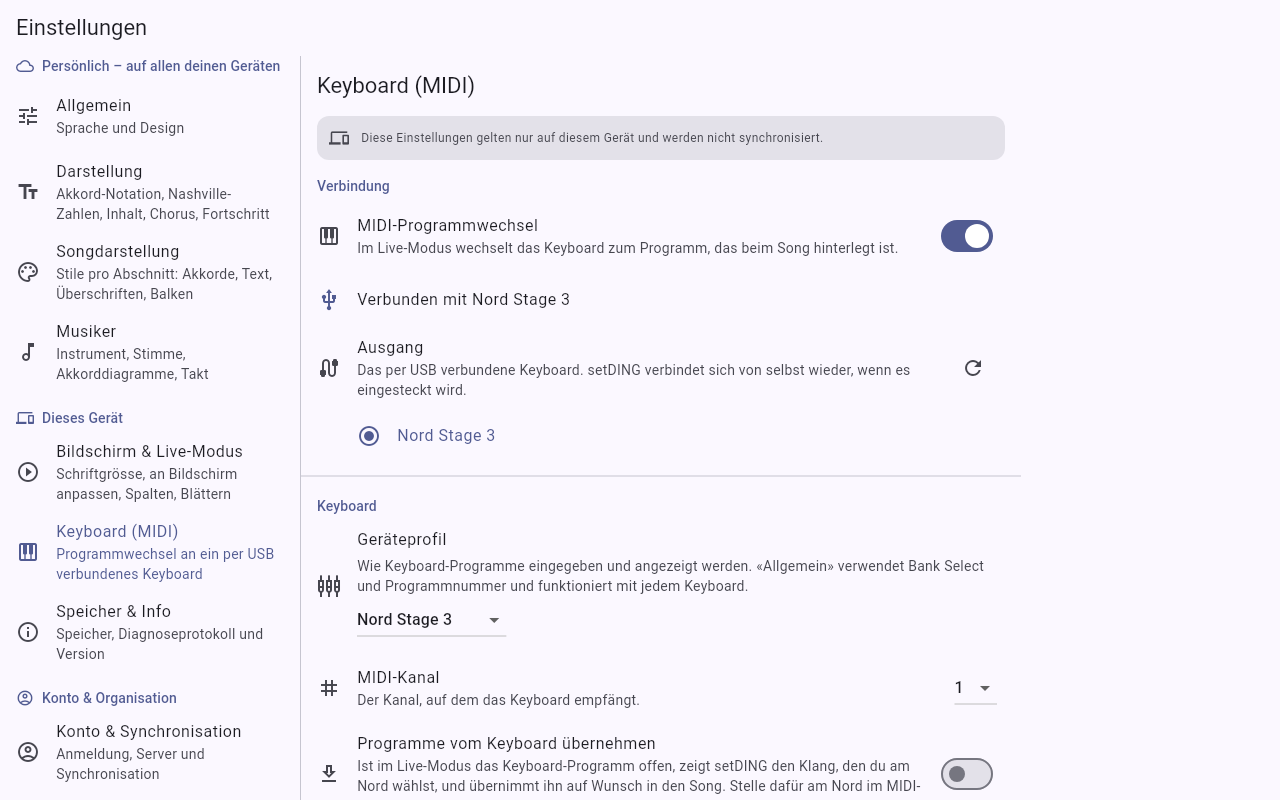 Einstellungen
Persönlich – auf allen deinen Geräten
Allgemein
Sprache und Design
Darstellung
Akkord-Notation, Nashville-
Zahlen, Inhalt, Chorus, Fortschritt
Songdarstellung
Stile pro Abschnitt: Akkorde, Text,
Überschriften, Balken
Musiker
Instrument, Stimme,
Akkorddiagramme, Takt
Dieses Gerät
Bildschirm & Live-Modus
Schriftgrösse, an Bildschirm
anpassen, Spalten, Blättern
Keyboard (MIDI)
Programmwechsel an ein per USB
verbundenes Keyboard
Speicher & Info
Speicher, Diagnoseprotokoll und
Version
Konto & Organisation
Konto & Synchronisation
Anmeldung, Server und
Synchronisation
Keyboard (MIDI)
Diese Einstellungen gelten nur auf diesem Gerät und werden nicht synchronisiert.
Verbindung
MIDI-Programmwechsel
Im Live-Modus wechselt das Keyboard zum Programm, das beim Song hinterlegt ist.
Verbunden mit Nord Stage 3
Ausgang
Das per USB verbundene Keyboard. setDING verbindet sich von selbst wieder, wenn es
eingesteckt wird.
Nord Stage 3
Keyboard
Geräteprofil
Wie Keyboard-Programme eingegeben und angezeigt werden. «Allgemein» verwendet Bank Select
und Programmnummer und funktioniert mit jedem Keyboard.
Nord Stage 3
MIDI-Kanal
Der Kanal, auf dem das Keyboard empfängt.
1
Programme vom Keyboard übernehmen
Ist im Live-Modus das Keyboard-Programm offen, zeigt setDING den Klang, den du am
Nord wählst, und übernimmt ihn auf Wunsch in den Song. Stelle dafür am Nord im MIDI-